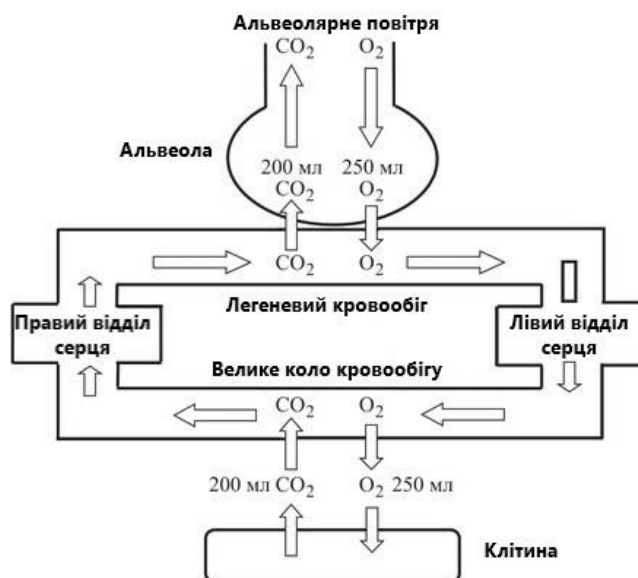 Альвеолярне повітря
CO₂ O₂
Альвеола
200 мл 250 мл
CO₂ O₂
CO₂ O₂
Легеневий кровообіг
Правий відділ
серця
Лівий відділ
серця
Велике коло кровообігу
CO₂ O₂
200 мл CO₂ O₂ 250 мл
Клітина